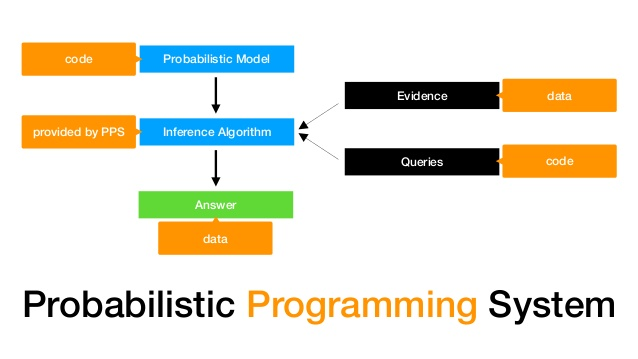 code
Probabilistic Model
Evidence
data
provided by PPS
Inference Algorithm
Queries
code
Answer
data
Probabilistic Programming System